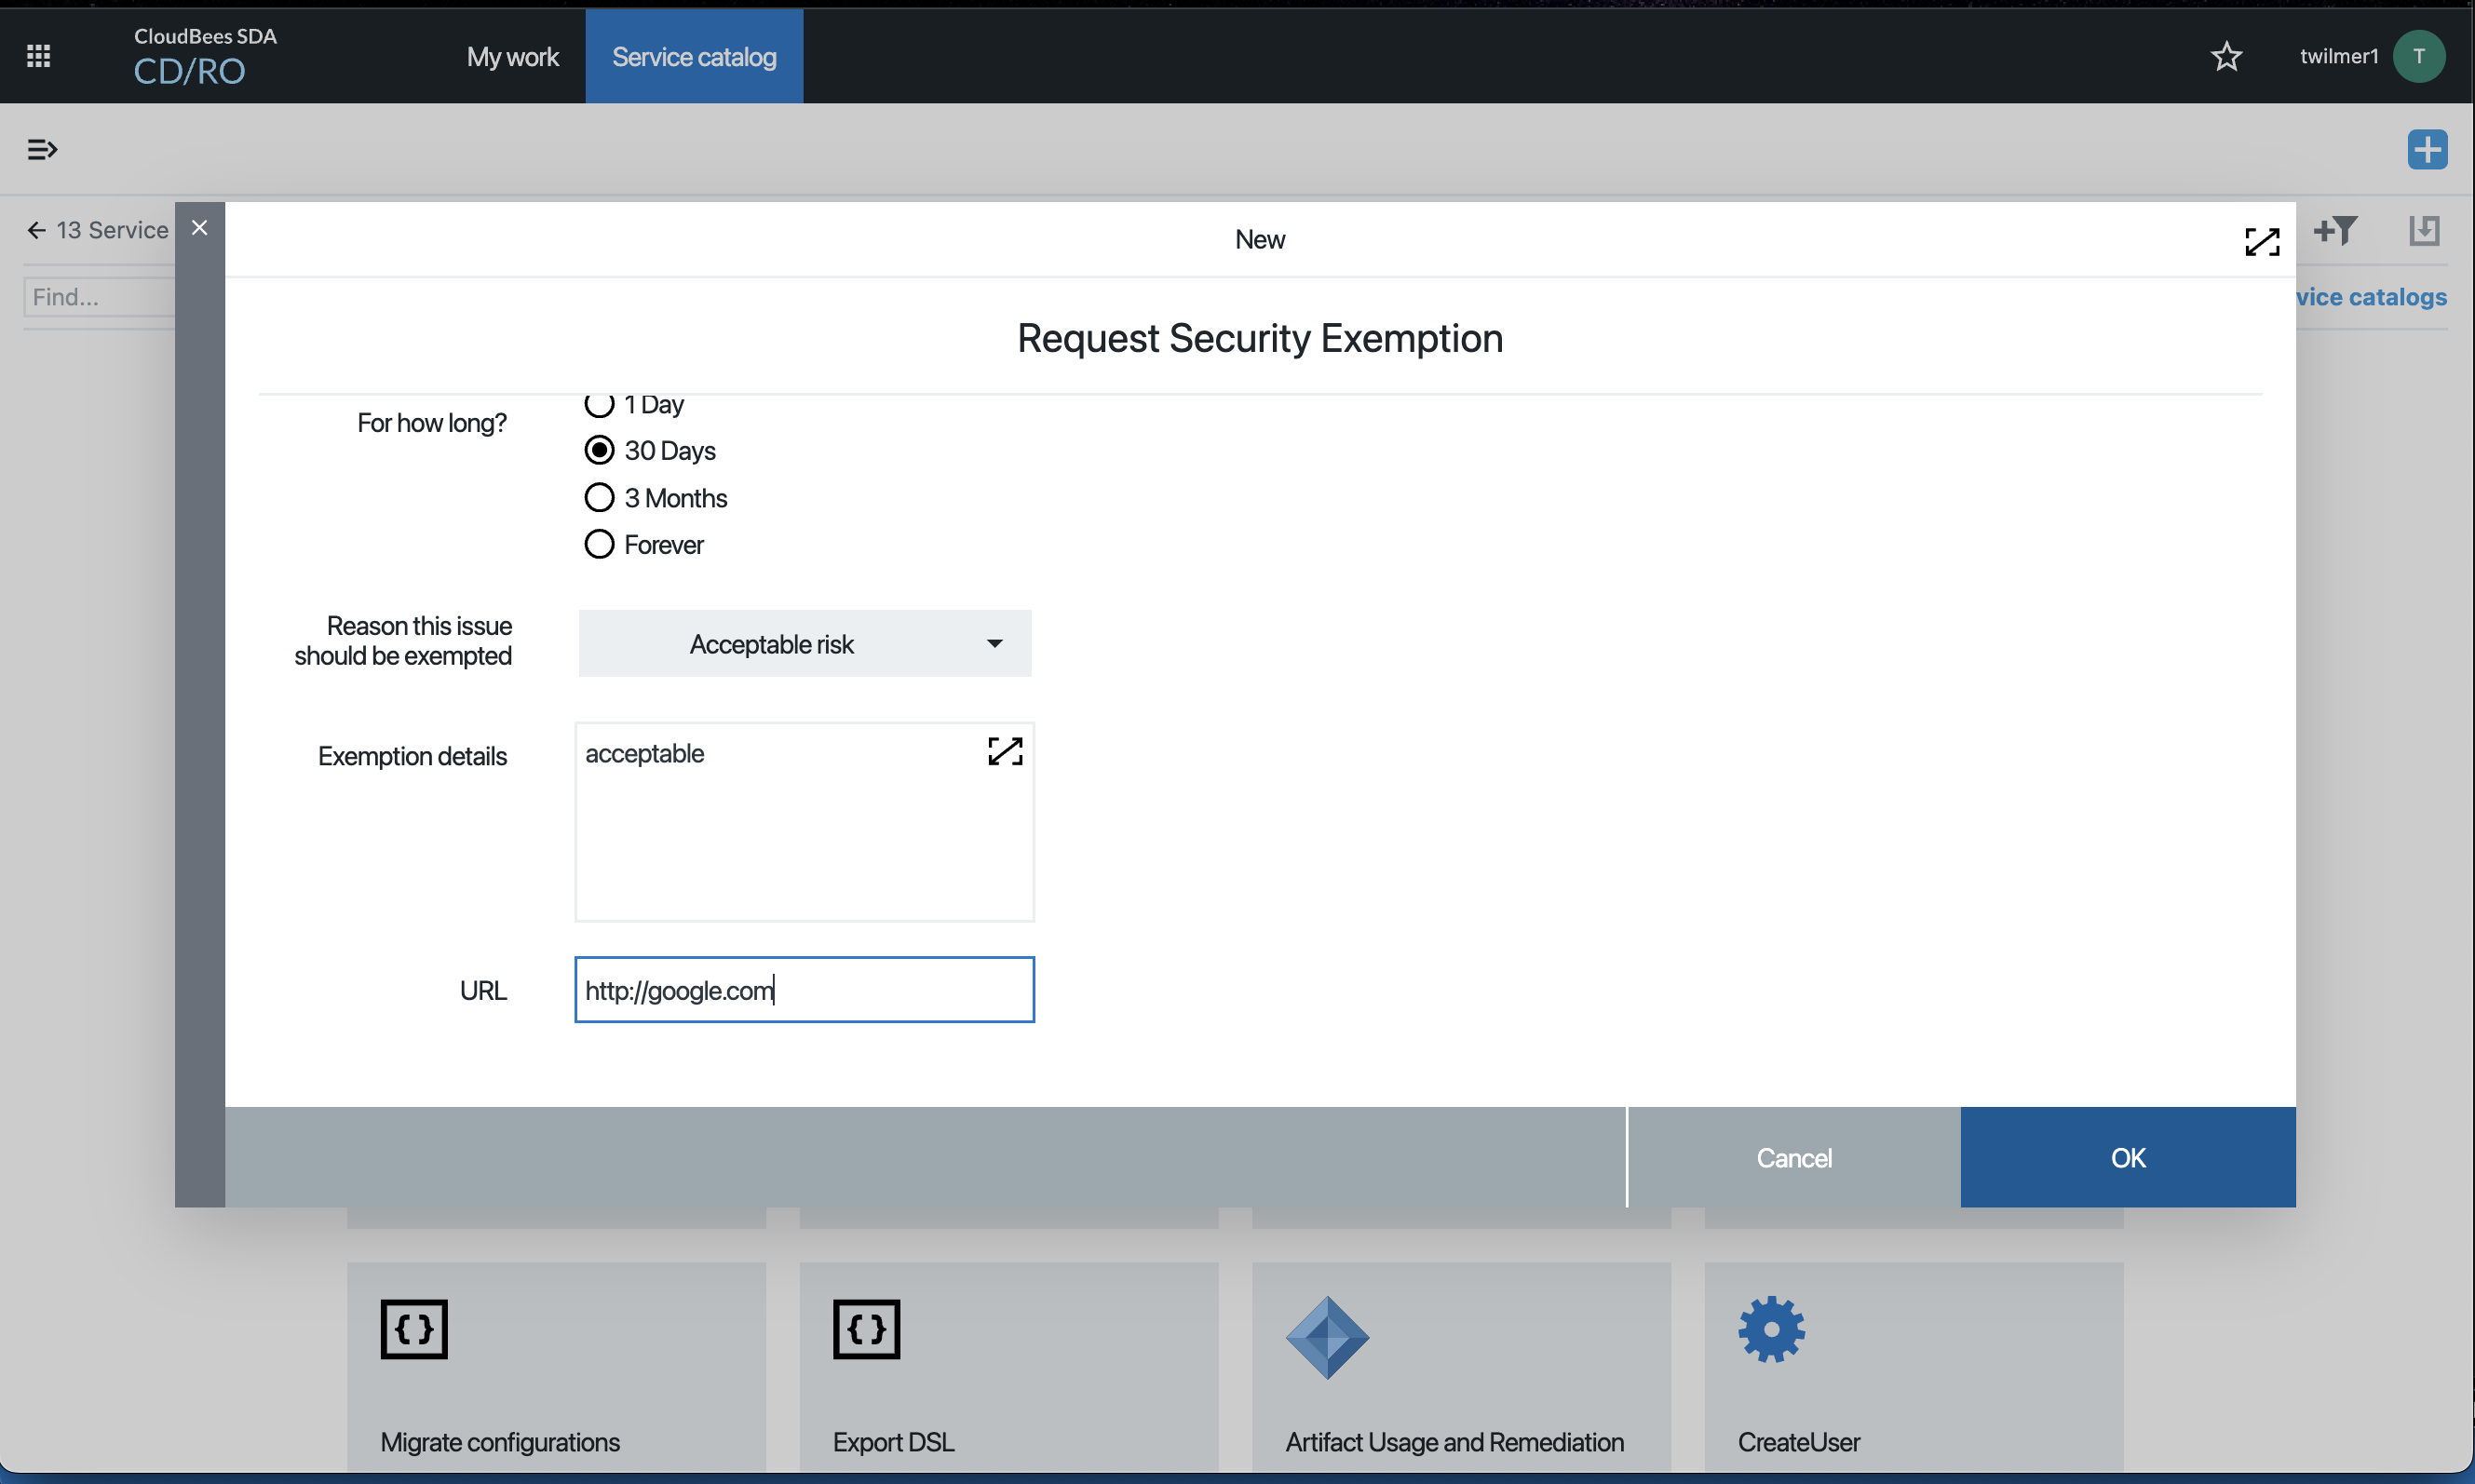 CloudBees SDA
CD/RO
My work
Service catalog
twilmer1
T
13 Service
New
Find...
vice catalogs
Request Security Exemption
For how long?
1 Day
30 Days
3 Months
Forever
Reason this issue
should be exempted
Acceptable risk
Exemption details
acceptable
URL
http://google.com
Cancel
OK
{ }
{ }
Migrate configurations
Export DSL
Artifact Usage and Remediation
CreateUser